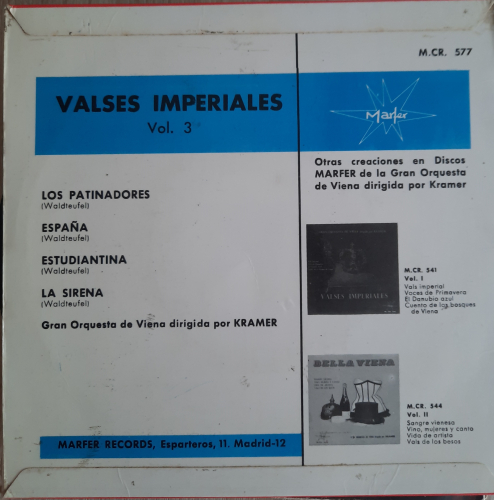 M.CR. 577
VALSES IMPERIALES
Vol. 3
Marfer
LOS PATINADORES
(Waldteufel)
ESPAÑA
(Waldteufel)
ESTUDIANTINA
(Waldteufel)
LA SIRENA
(Waldteufel)
Gran Orquesta de Viena dirigida por KRAMER
MARFER RECORDS, Esparteros, 11. Madrid-12
Otras creaciones en Discos
MARFER de la Gran Orquesta
de Viena dirigida por Kramer
VALSES IMPERIALES
M.CR. 541
Vol. I
Vals imperial
Voces de Primavera
El Danubio azul
Cuento de los bosques
de Viena
BELLA VIENA
M.CR. 544
Vol. II
Sangre vienesa
Vino, mujeres y canto
Vida de artista
Vals de los besos